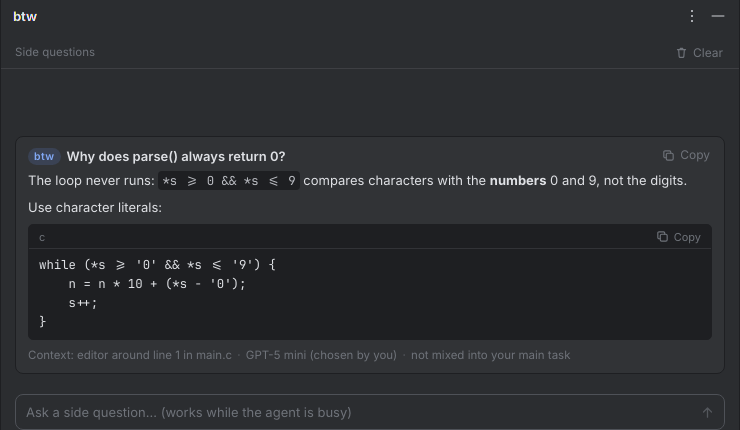 btw
Side questions
Clear
btw Why does parse() always return 0? Copy
The loop never runs: *s >= 0 && *s <= 9 compares characters with the numbers 0 and 9, not the digits.
Use character literals:
c Copy
while (*s >= '0' && *s <= '9') {
    n = n * 10 + (*s - '0');
    s++;
}
Context: editor around line 1 in main.c · GPT-5 mini (chosen by you) · not mixed into your main task
Ask a side question... (works while the agent is busy)